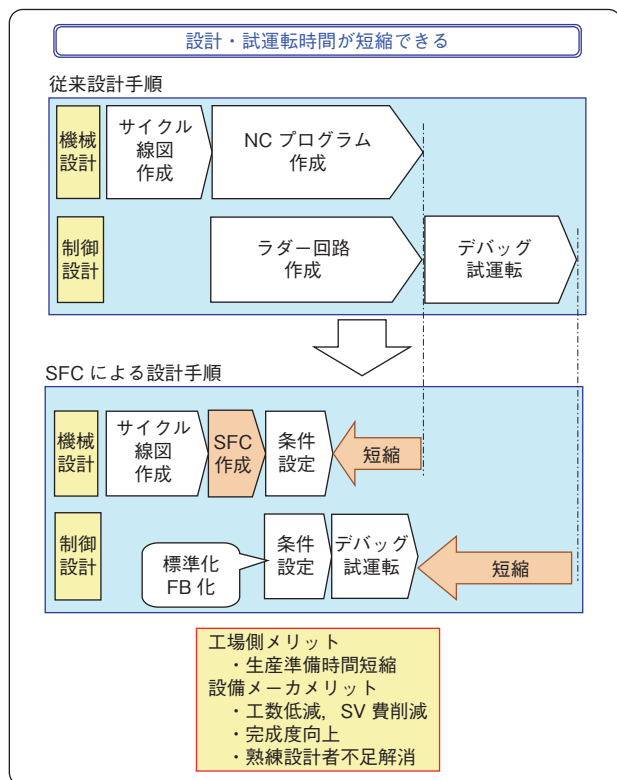 設計・試運転時間が短縮できる
従来設計手順
機械
設計
サイクル
線図
作成
NC プログラム
作成
制御
設計
ラダー回路
作成
デバッグ
試運転
SFC による設計手順
機械
設計
サイクル
線図
作成
SFC
作成
条件
設定
短縮
制御
設計
標準化
FB 化
条件
設定
デバッグ
試運転
短縮
工場側メリット
・生産準備時間短縮
設備メーカメリット
・工数低減，SV 費削減
・完成度向上
・熟練設計者不足解消